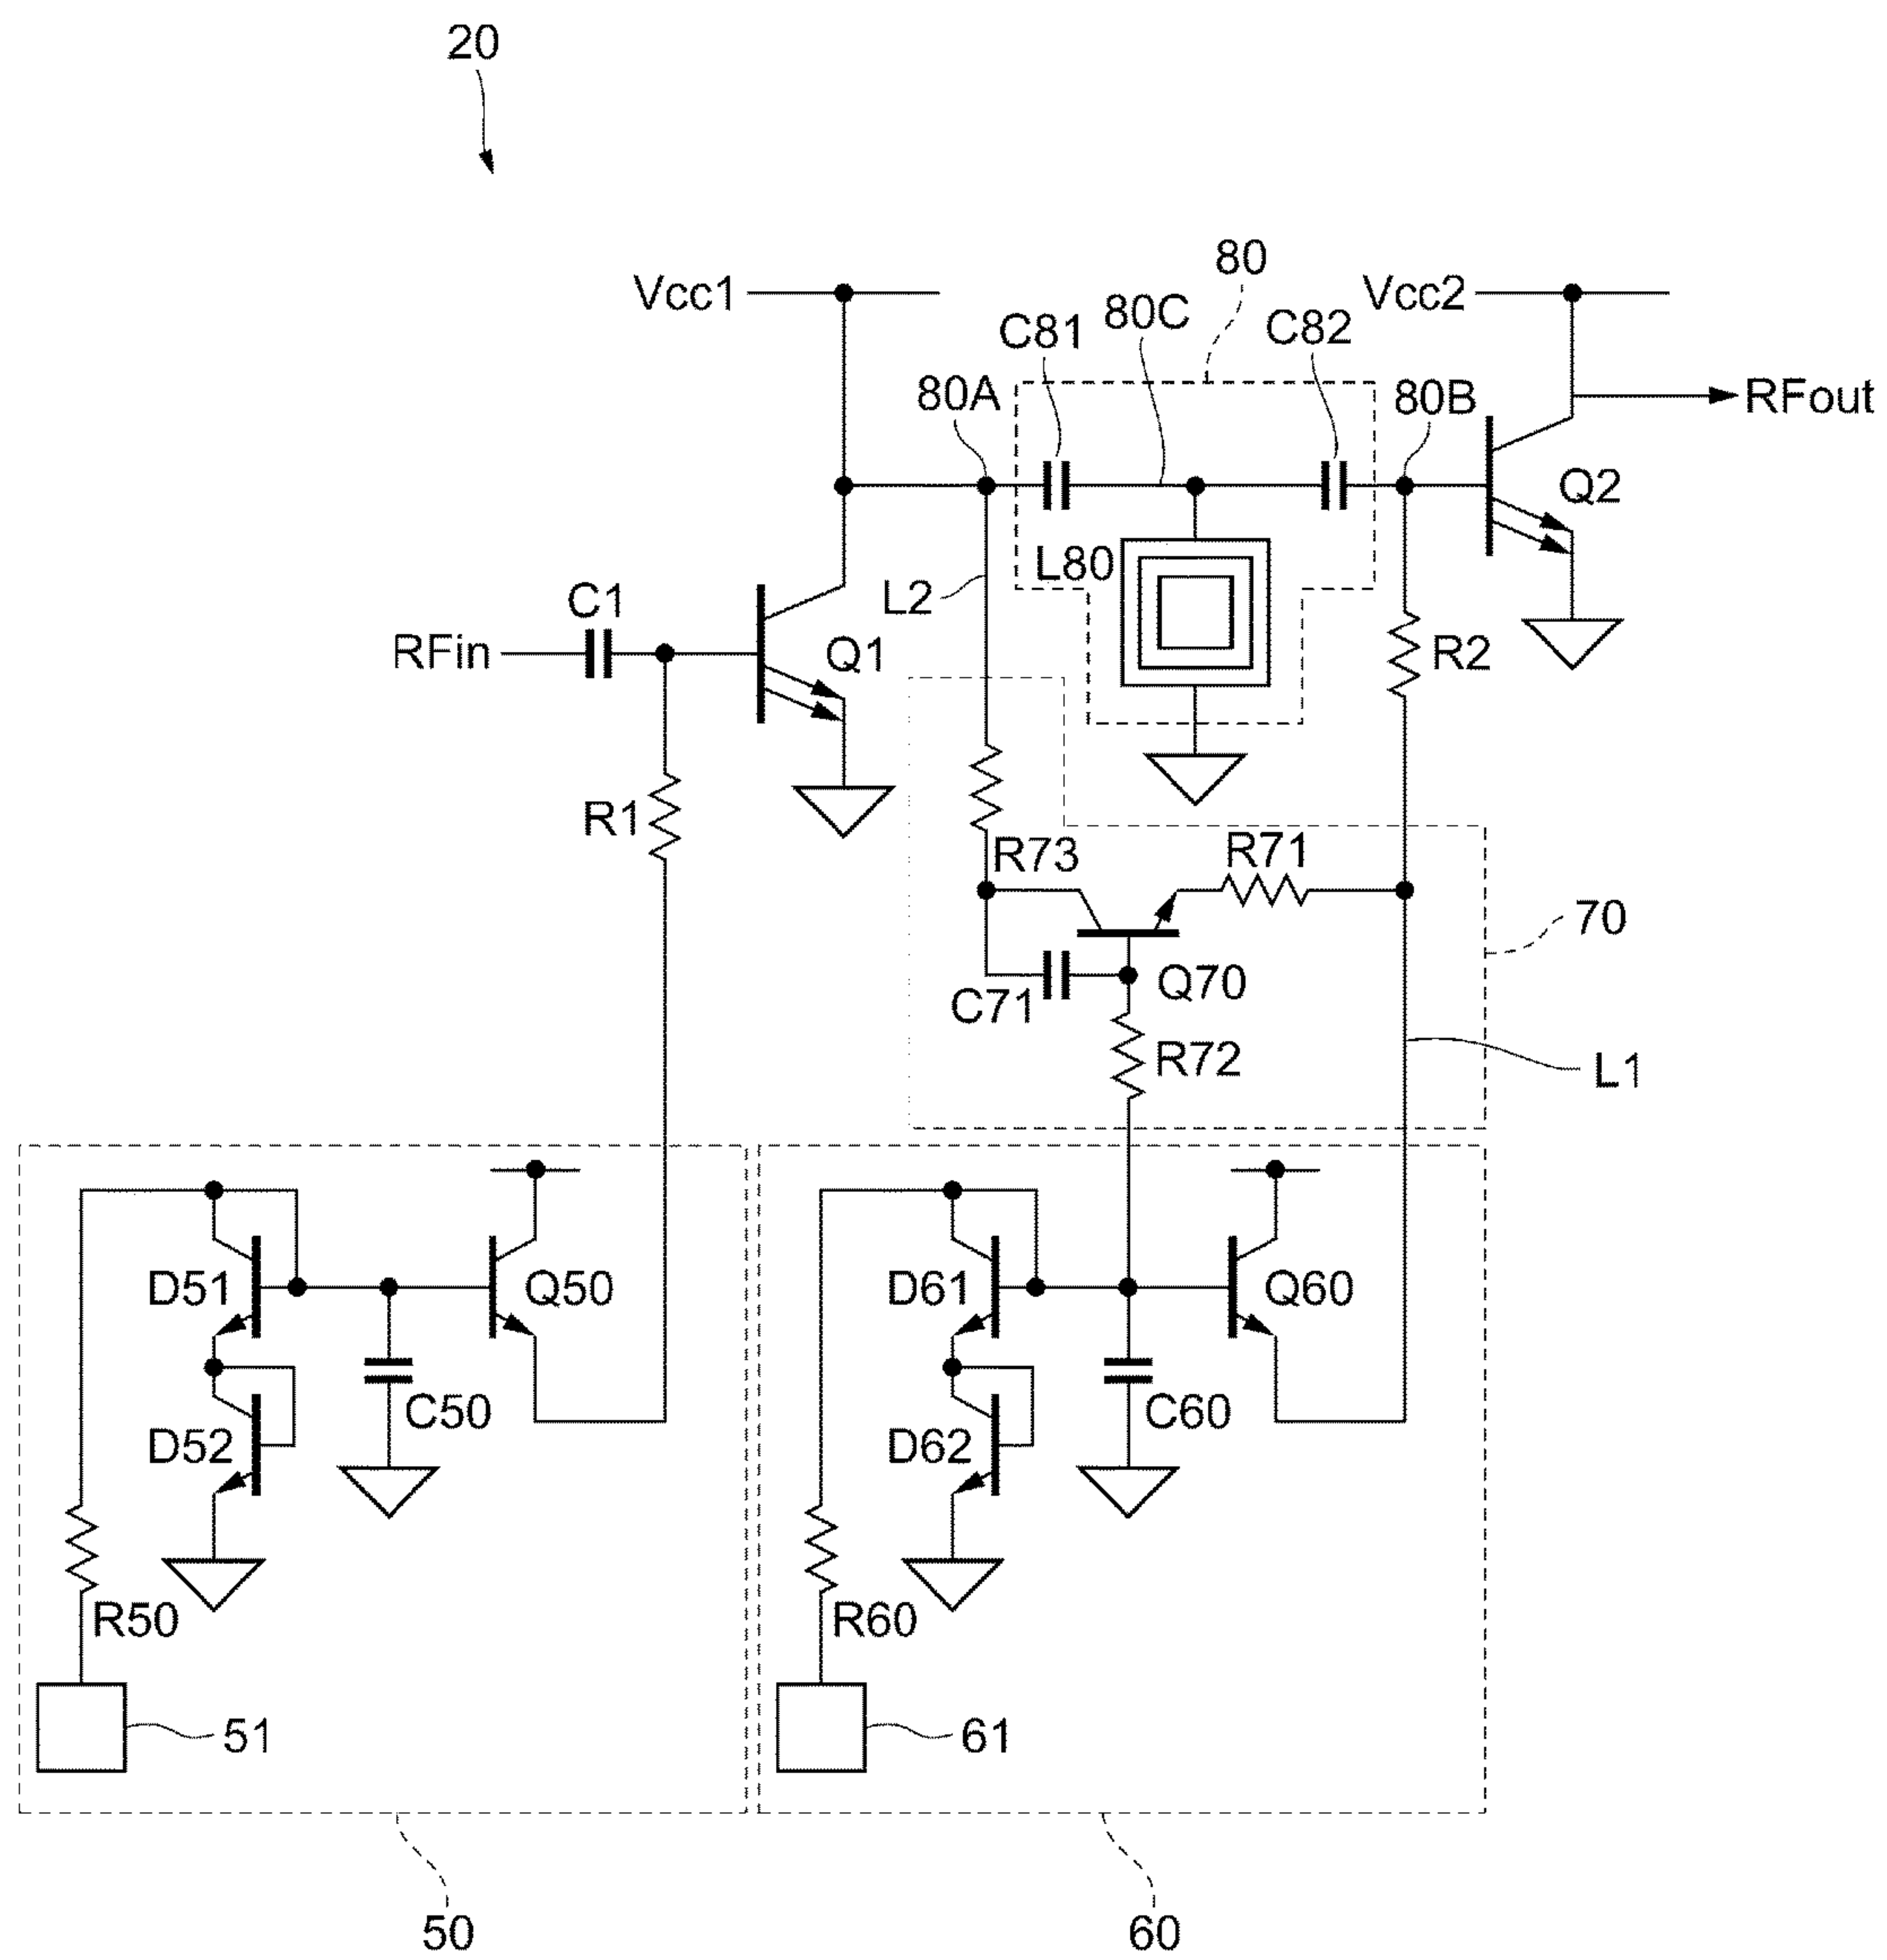 20
80
Vcc1
80C
Vcc2
C81
C82
80A
80B
RFout
Q2
L80
L2
C1
RFin
Q1
R2
R1
R73
R71
70
C71
Q70
R72
L1
D51
Q50
D61
Q60
C50
C60
D52
D62
R50
R60
51
61
50
60